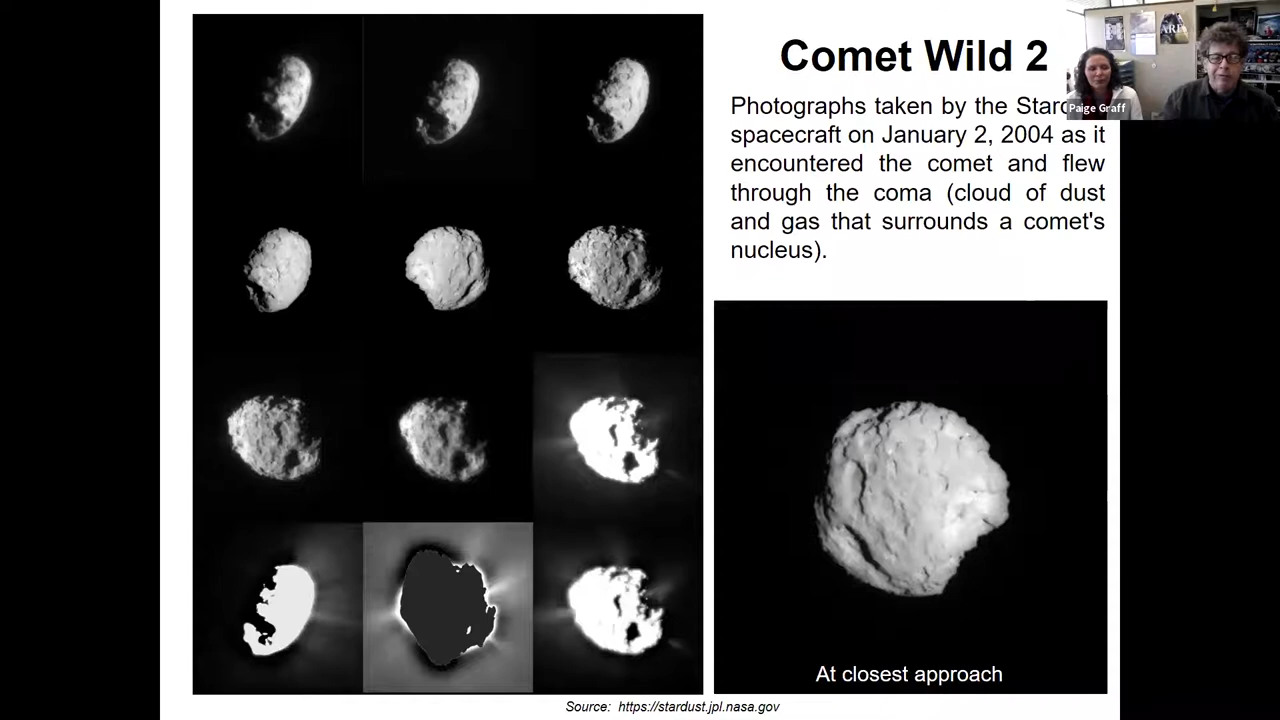 Comet Wild 2
Paige Graff
Photographs taken by the
spacecraft on January 2, 2004 as it
encountered the comet and flew
through the coma (cloud of dust
and gas that surrounds a comet's
nucleus).
At closest approach
Source: https://stardust.jpl.nasa.gov